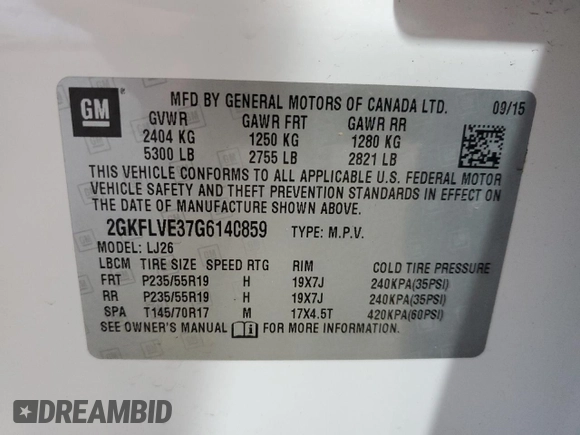 GM
MFD BY GENERAL MOTORS OF CANADA LTD. 09/15
GVWR GAWR FRT GAWR RR
2404 KG 1250 KG 1280 KG
5300 LB 2755 LB 2821 LB
THIS VEHICLE CONFORMS TO ALL APPLICABLE U.S. FEDERAL MOTOR
VEHICLE SAFETY AND THEFT PREVENTION STANDARDS IN EFFECT ON
THE DATE OF MANUFACTURE SHOWN ABOVE.
2GKFLVE37G6140859 TYPE: M.P.V.
MODEL: LJ26
LBCM TIRE SIZE SPEED RTG RIM COLD TIRE PRESSURE
FRT P235/55R19 H 19X7J 240KPA(35PSI)
RR P235/55R19 H 19X7J 240KPA(35PSI)
SPA T145/70R17 M 17X4.5T 420KPA(60PSI)
SEE OWNER'S MANUAL FOR MORE INFORMATION.
DREAMBID